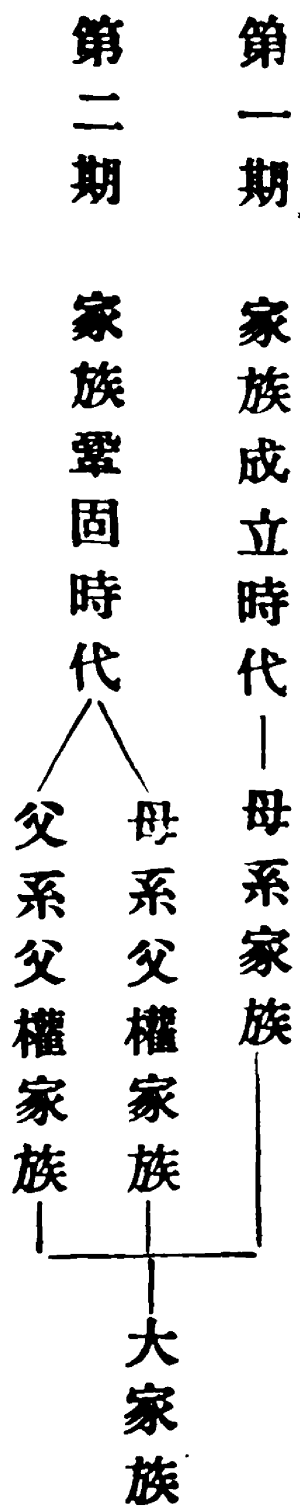 第一期　家族成立時代
母系家族
第二期　家族鞏固時代
母系父權家族
父系父權家族
大家族